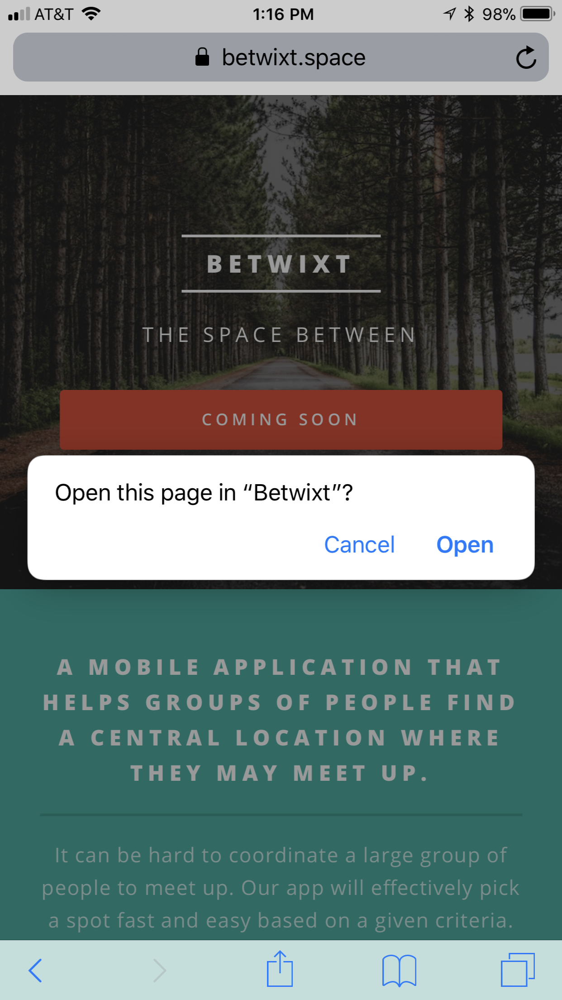 AT&T
1:16 PM
98%
betwixt.space
BETWIXT
THE SPACE BETWEEN
COMING SOON
Open this page in “Betwixt”?
Cancel
Open
A MOBILE APPLICATION THAT
HELPS GROUPS OF PEOPLE FIND
A CENTRAL LOCATION WHERE
THEY MAY MEET UP.
It can be hard to coordinate a large group of
people to meet up. Our app will effectively pick
a spot fast and easy based on a given criteria.